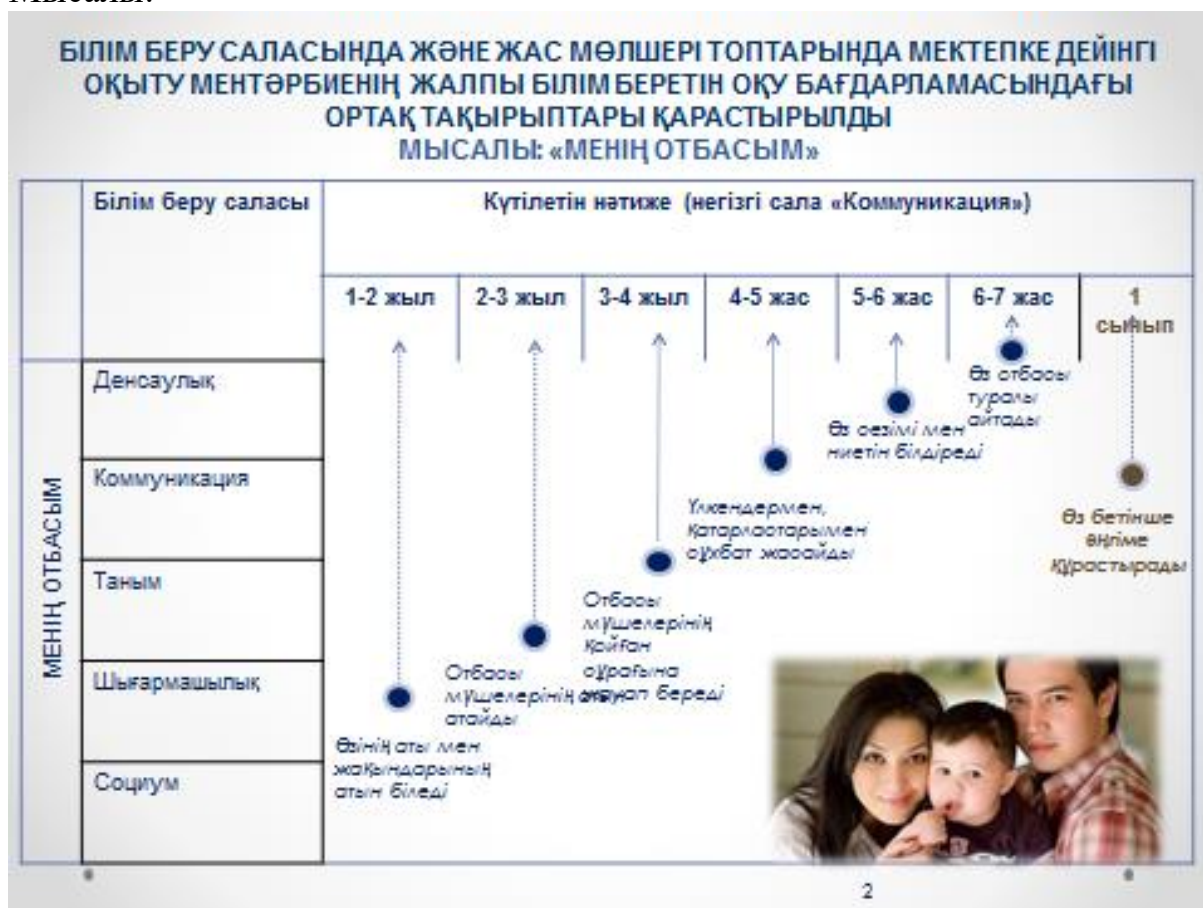 Мысалы:
БІЛІМ БЕРУ САЛАСЫНДА ЖӘНЕ ЖАС МӨЛШЕРІ ТОПТАРЫНДА МЕКТЕПКЕ ДЕЙІНГІ
ОҚЫТУ МЕНТӘРБИЕНІҢ ЖАЛПЫ БІЛІМ БЕРЕТІН ОҚУ БАҒДАРЛАМАСЫНДАҒЫ
ОРТАҚ ТАҚЫРЫПТАРЫ ҚАРАСТЫРЫЛДЫ
МЫСАЛЫ: «МЕНІҢ ОТБАСЫМ»
Білім беру саласы
Күтілетін нәтиже (негізгі сала «Коммуникация»)
1-2 жыл
2-3 жыл
3-4 жыл
4-5 жас
5-6 жас
6-7 жас
1
сынып
МЕНІҢ ОТБАСЫМ
Денсаулық
Коммуникация
Таным
Шығармашылық
Социум
Өзінің аты мен
жақындарының
атын біледі
Отбасы
мүшелерінің атын
атайды
Отбасы
мүшелерінің
қойған
сұрағына
жауап береді
Үлкендермен,
қатарластарымен
сұхбат жасайды
Өз сезімі мен
ниетін білдіреді
Өз отбасы
туралы
айтады
Өз бетінше
әңгіме
құрастырады
2